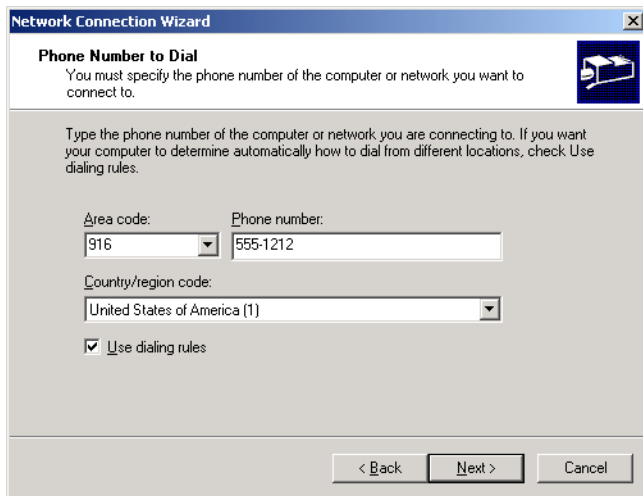 Network Connection Wizard
Phone Number to Dial
You must specify the phone number of the computer or network you want to
connect to.
Type the phone number of the computer or network you are connecting to. If you want
your computer to determine automatically how to dial from different locations, check Use
dialing rules.
Area code: Phone number:
916 555-1212
Country/region code:
United States of America (1)
Use dialing rules
< Back Next > Cancel